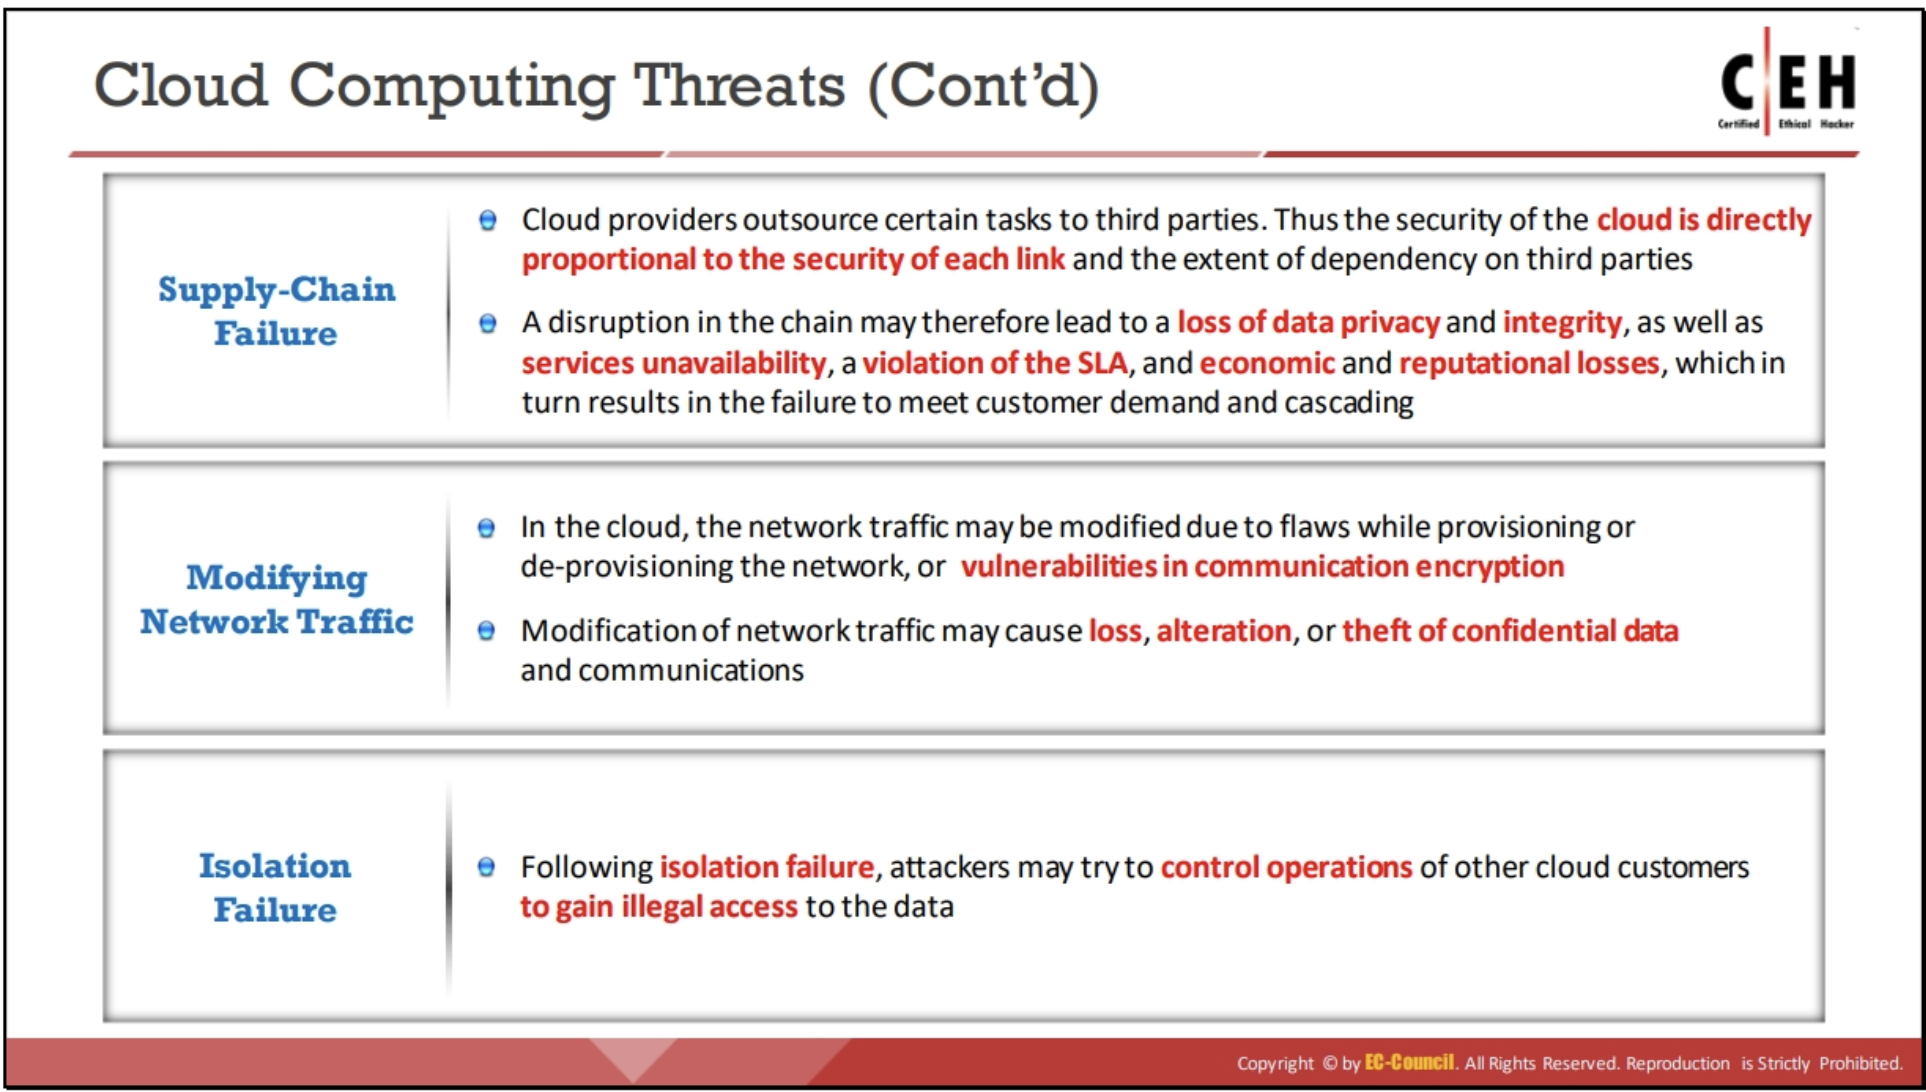 Cloud Computing Threats (Cont’d)
C EH
Certified Ethical Hacker
Supply-Chain
Failure
Cloud providers outsource certain tasks to third parties. Thus the security of the cloud is directly
proportional to the security of each link and the extent of dependency on third parties
A disruption in the chain may therefore lead to a loss of data privacy and integrity, as well as
services unavailability, a violation of the SLA, and economic and reputational losses, which in
turn results in the failure to meet customer demand and cascading
Modifying
Network Traffic
In the cloud, the network traffic may be modified due to flaws while provisioning or
de-provisioning the network, or vulnerabilities in communication encryption
Modification of network traffic may cause loss, alteration, or theft of confidential data
and communications
Isolation
Failure
Following isolation failure, attackers may try to control operations of other cloud customers
to gain illegal access to the data
Copyright © by EC-Council. All Rights Reserved. Reproduction is Strictly Prohibited.